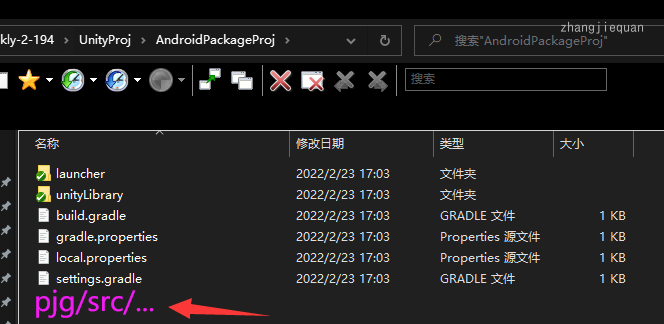 zhangjiequan
kly-2-194 > UnityProj > AndroidPackageProj >
搜索"AndroidPackageProj"
搜索
名称 修改日期 类型 大小
launcher 2022/2/23 17:03 文件夹
unityLibrary 2022/2/23 17:03 文件夹
build.gradle 2022/2/23 17:03 GRADLE 文件 1 KB
gradle.properties 2022/2/23 17:03 Properties 源文件 1 KB
local.properties 2022/2/23 17:03 Properties 源文件 1 KB
settings.gradle 2022/2/23 17:03 GRADLE 文件 1 KB
pjg/src/...